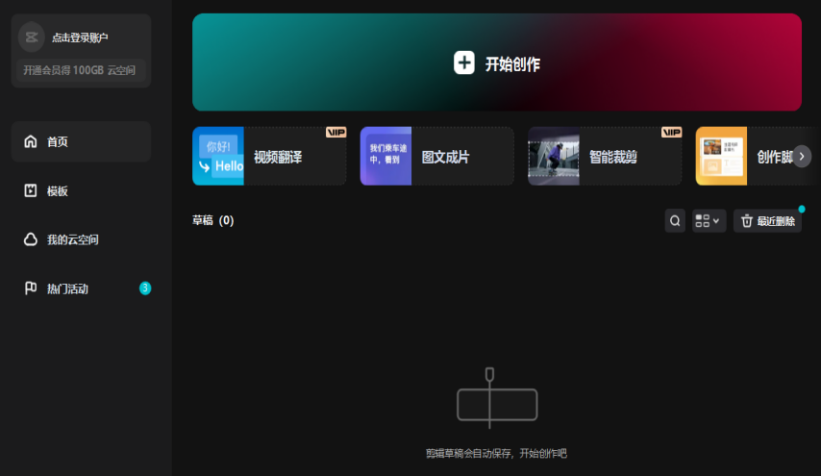 点击登录账户
开通会员得 100GB 云空间
首页
模板
我的云空间
热门活动
3
开始创作
你好!
Hello
视频翻译
VIP
我们乘车途
中，看到
图文成片
智能裁剪
VIP
创作脚
草稿（0）
最近删除
剪辑草稿会自动保存，开始创作吧